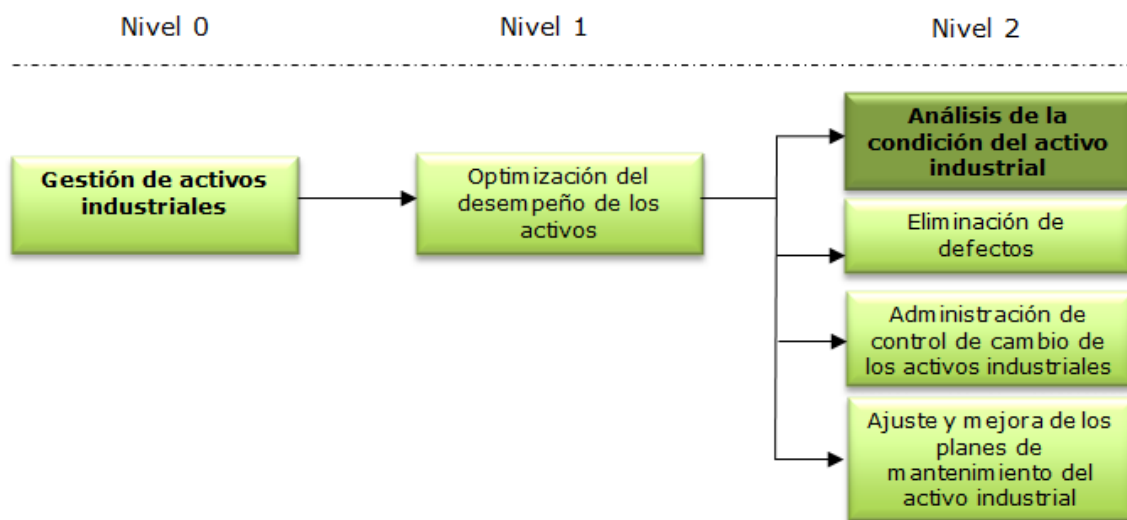 Nivel 0
Nivel 1
Nivel 2
Gestión de activos
industriales
Optimización del
desempeño de los
activos
Análisis de la
condición del activo
industrial
Eliminación de
defectos
Administración de
control de cambio de
los activos industriales
Ajuste y mejora de los
planes de
mantenimiento del
activo industrial